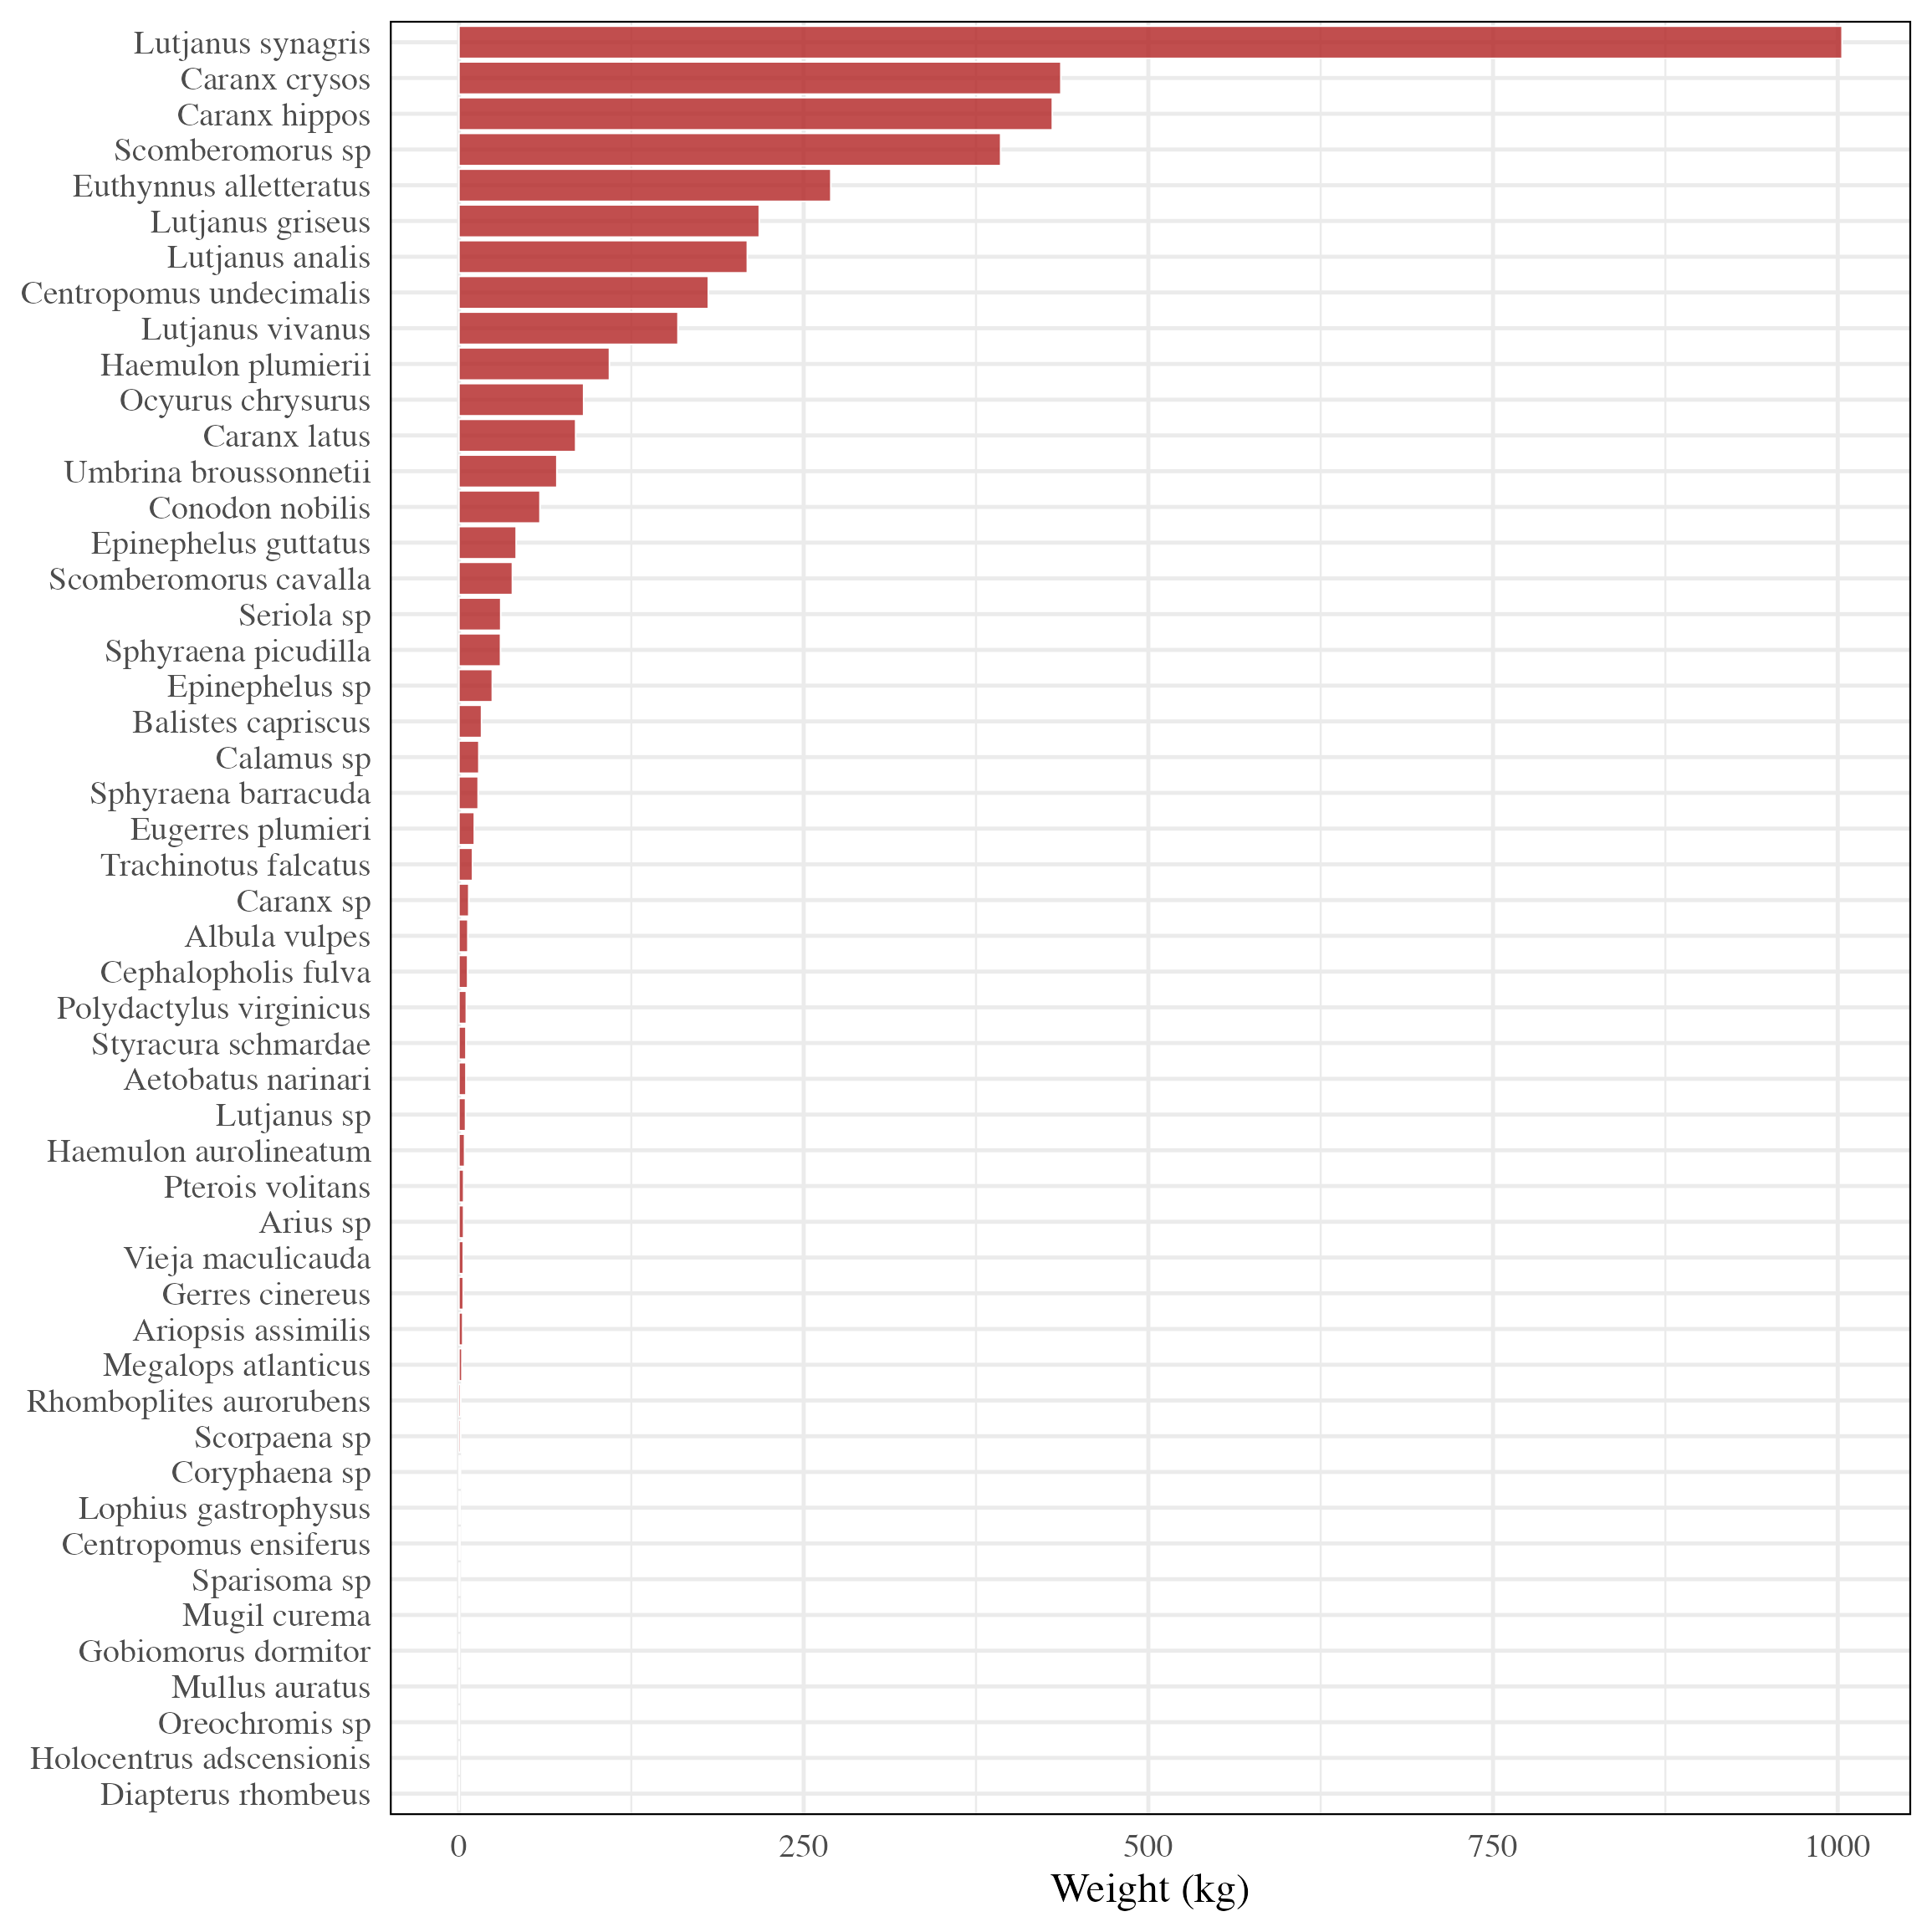 Lutjanus synagris
Caranx crysos
Caranx hippos
Scomberomorus sp
Euthynnus alletteratus
Lutjanus griseus
Lutjanus analis
Centropomus undecimalis
Lutjanus vivanus
Haemulon plumierii
Ocyurus chrysurus
Caranx latus
Umbrina broussonnetii
Conodon nobilis
Epinephelus guttatus
Scomberomorus cavalla
Seriola sp
Sphyraena picudilla
Epinephelus sp
Balistes capriscus
Calamus sp
Sphyraena barracuda
Eugerres plumieri
Trachinotus falcatus
Caranx sp
Albula vulpes
Cephalopholis fulva
Polydactylus virginicus
Styracura schmardae
Aetobatus narinari
Lutjanus sp
Haemulon aurolineatum
Pterois volitans
Arius sp
Vieja maculicauda
Gerres cinereus
Ariopsis assimilis
Megalops atlanticus
Rhomboplites aurorubens
Scorpaena sp
Coryphaena sp
Lophius gastrophysus
Centropomus ensiferus
Sparisoma sp
Mugil curema
Gobiomorus dormitor
Mullus auratus
Oreochromis sp
Holocentrus adscensionis
Diapterus rhombeus
0 250 500 750 1000
Weight (kg)